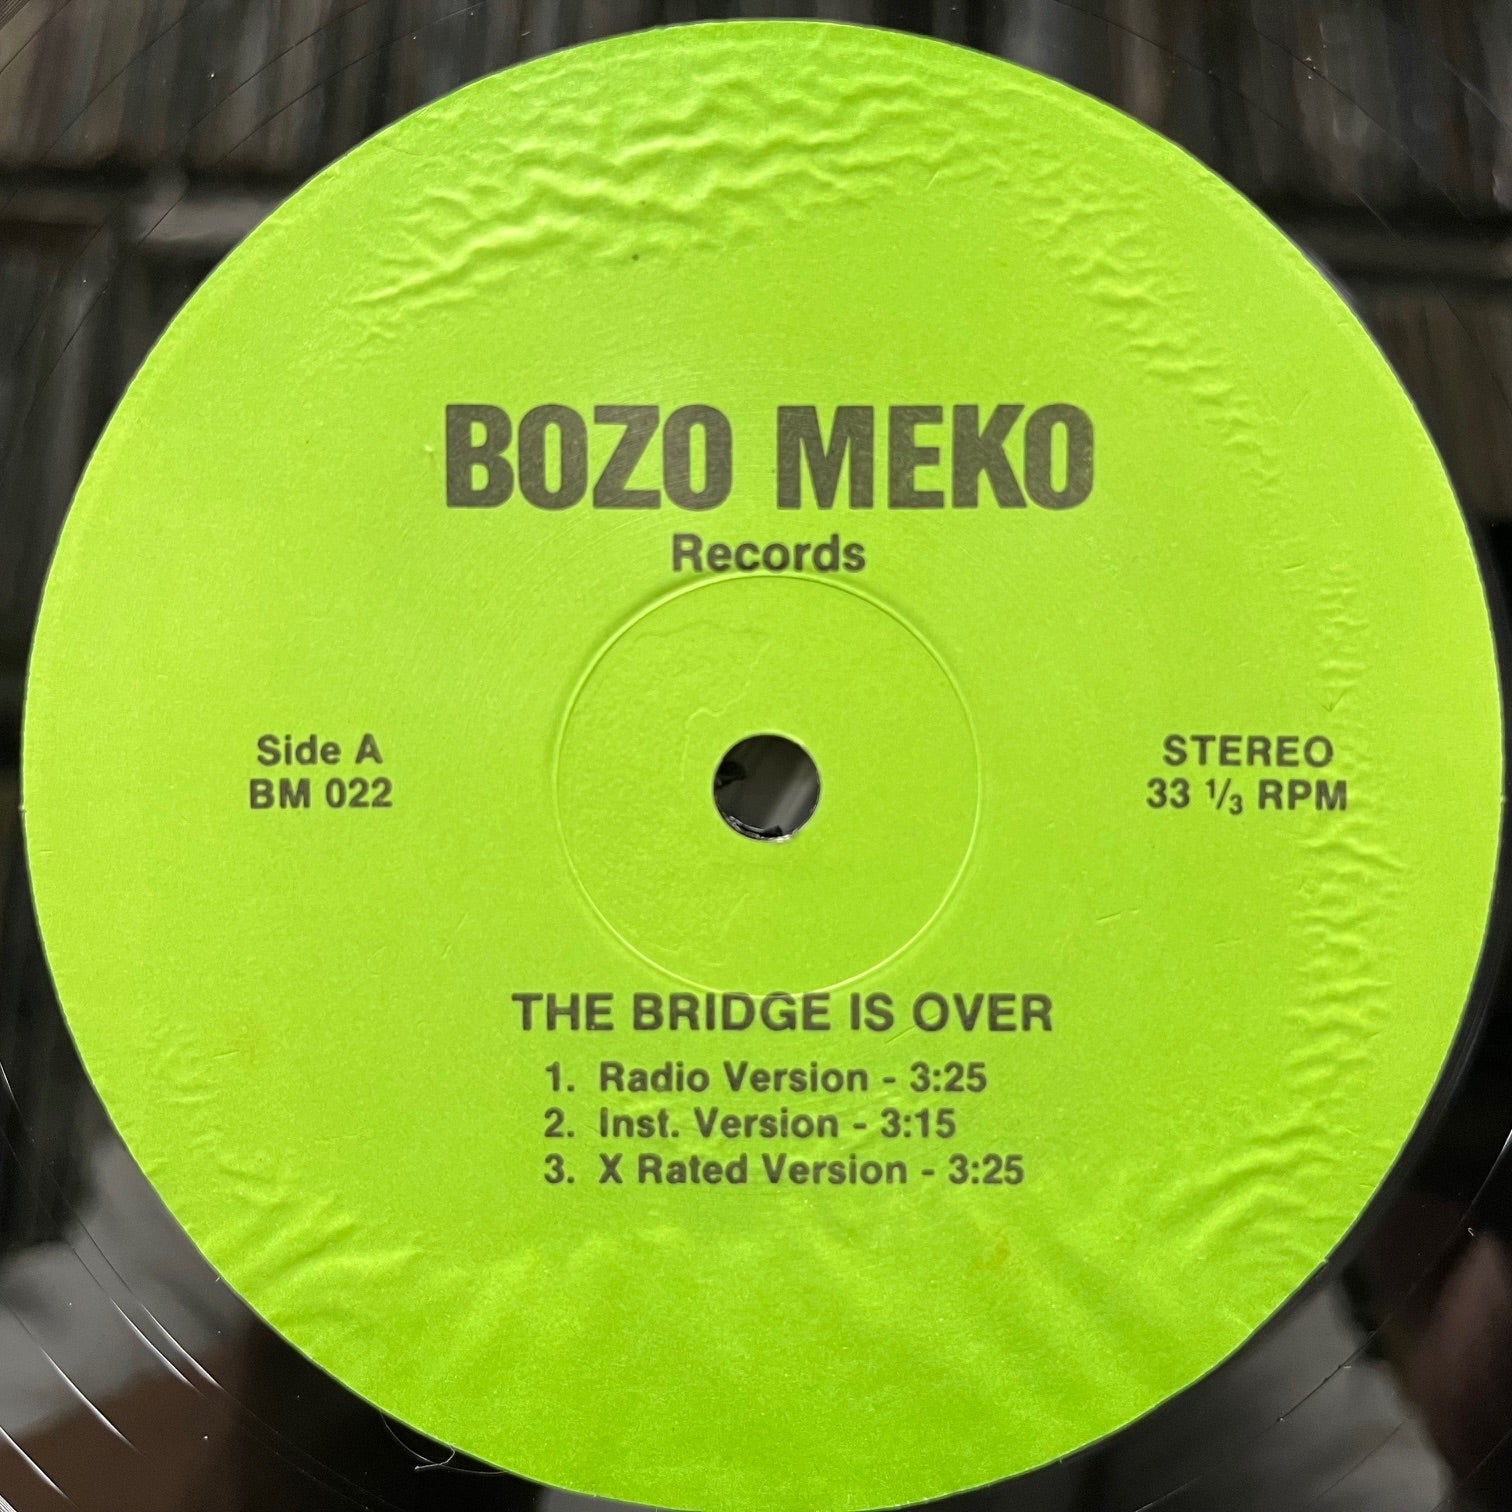 BOZO MEKO
Records
Side A
BM 022
STEREO
33 1/3 RPM
THE BRIDGE IS OVER
1. Radio Version - 3:25
2. Inst. Version - 3:15
3. X Rated Version - 3:25